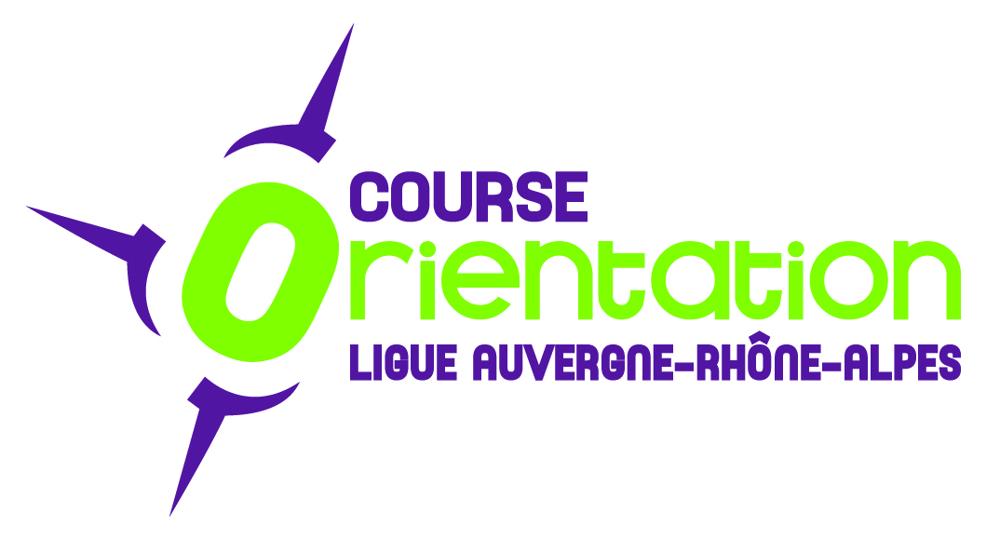 COURSE
Orientation
LIGUE AUVERGNE-RHÔNE-ALPES